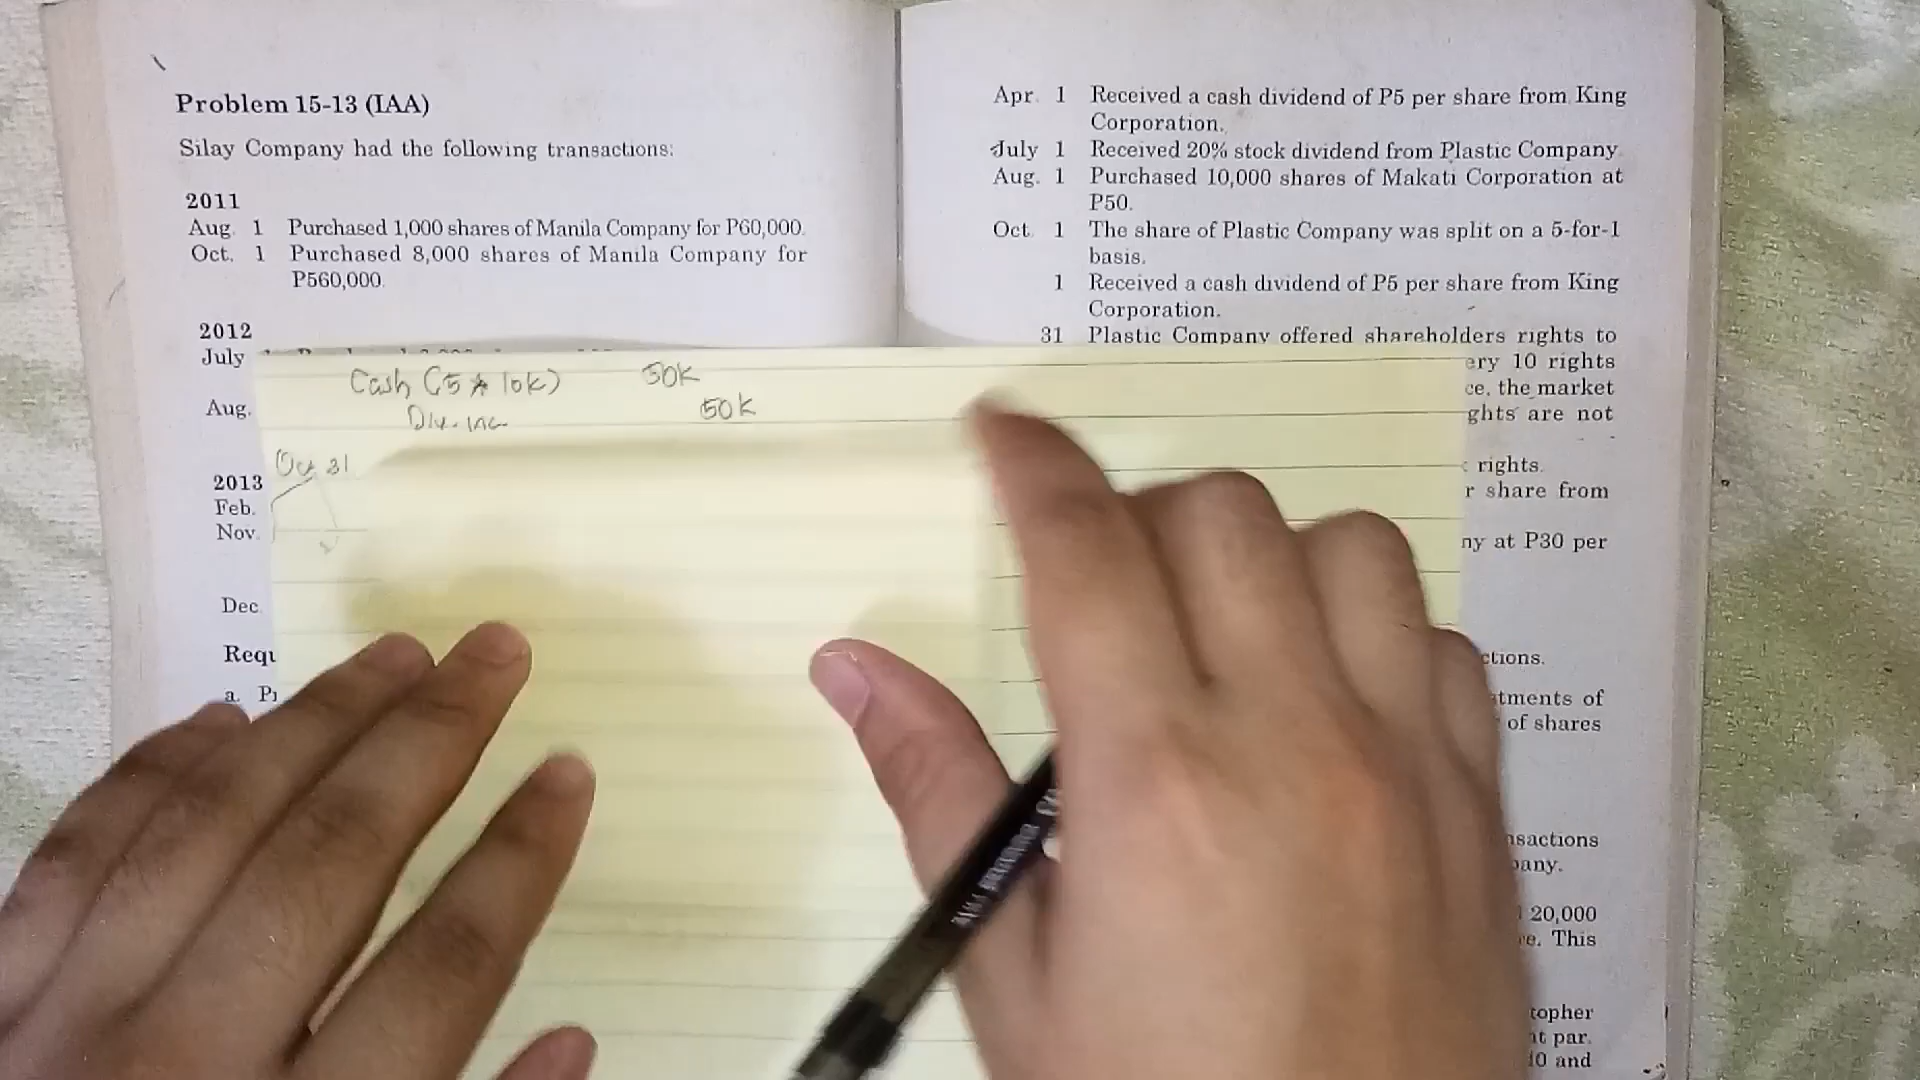 Problem 15-13 (IAA)
Silay Company had the following transactions:
2011
Aug. 1 Purchased 1,000 shares of Manila Company for P60,000.
Oct. 1 Purchased 8,000 shares of Manila Company for
P560,000.
2012
July
Aug.
2013
Feb.
Nov.
Dec.
Requ
a. Pr
Cash (5 * 10k) 50k
Div. inc 50k
Oct 31
Apr. 1 Received a cash dividend of P5 per share from King
Corporation.
July 1 Received 20% stock dividend from Plastic Company.
Aug. 1 Purchased 10,000 shares of Makati Corporation at
P50.
Oct. 1 The share of Plastic Company was split on a 5-for-1
basis.
1 Received a cash dividend of P5 per share from King
Corporation.
31 Plastic Company offered shareholders rights to
ery 10 rights
ce, the market
ghts are not
rights.
r share from
ny at P30 per
ctions.
tments of
of shares
nsactions
pany.
20,000
re. This
topher
at par.
10 and